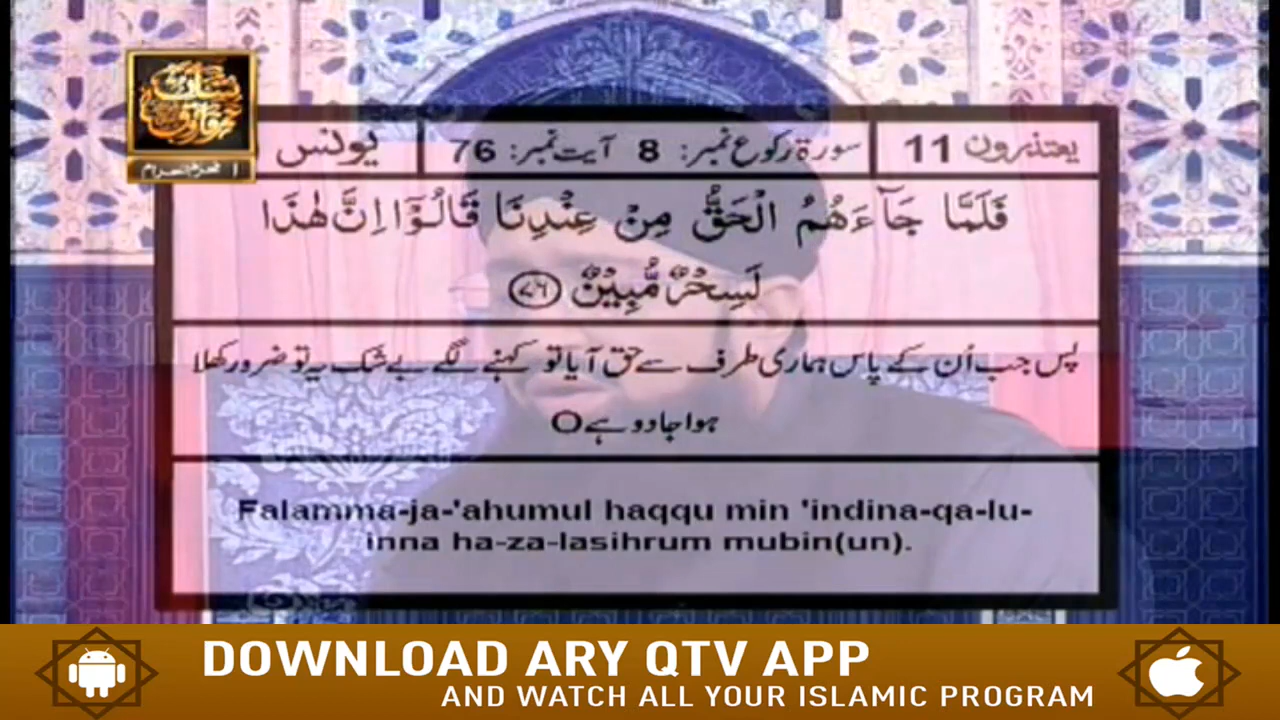 یعتذرون 11
سورۃ رکوع نمبر: 8 آیت نمبر: 76
یونس
فَلَمَّا جَآءَهُمُ الْحَقُّ مِنْ عِنْدِنَا قَالُوْٓا اِنَّ هٰذَا
لَسِحْرٌ مُّبِيْنٌ ﴿٧٦﴾
پس جب اُن کے پاس ہماری طرف سے حق آیا تو کہنے لگے بے شک یہ تو ضرور کھلا
ہوا جادو ہے O
Falamma-ja-'ahumul haqqu min 'indina-qa-lu-
inna ha-za-lasihrum mubin(un).
DOWNLOAD ARY QTV APP
AND WATCH ALL YOUR ISLAMIC PROGRAM